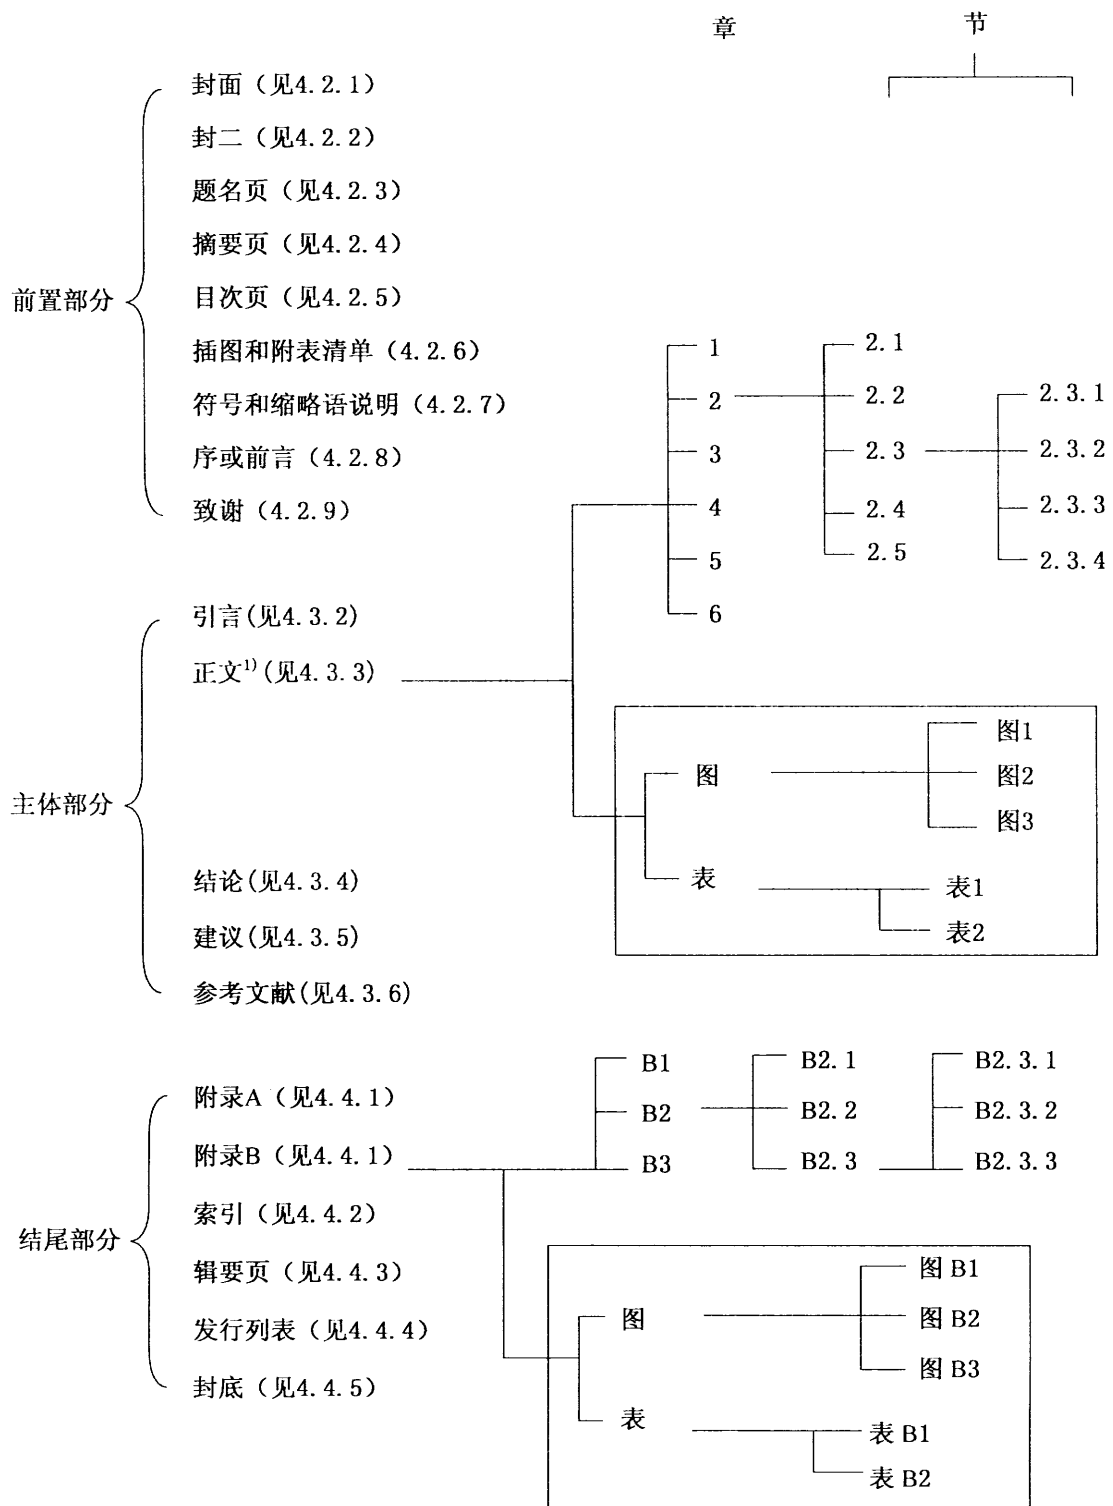 章
节
前置部分
封面（见4.2.1）
封二（见4.2.2）
题名页（见4.2.3）
摘要页（见4.2.4）
目次页（见4.2.5）
插图和附表清单（4.2.6）
符号和缩略语说明（4.2.7）
序或前言（4.2.8）
致谢（4.2.9）
主体部分
引言(见4.3.2)
正文1)(见4.3.3)
1
2
3
4
5
6
2.1
2.2
2.3
2.4
2.5
2.3.1
2.3.2
2.3.3
2.3.4
图
图1
图2
图3
表
表1
表2
结论(见4.3.4)
建议(见4.3.5)
参考文献(见4.3.6)
结尾部分
附录A（见4.4.1）
附录B（见4.4.1）
B1
B2
B3
B2.1
B2.2
B2.3
B2.3.1
B2.3.2
B2.3.3
图
图 B1
图 B2
图 B3
表
表 B1
表 B2
索引（见4.4.2）
辑要页（见4.4.3）
发行列表（见4.4.4）
封底（见4.4.5）